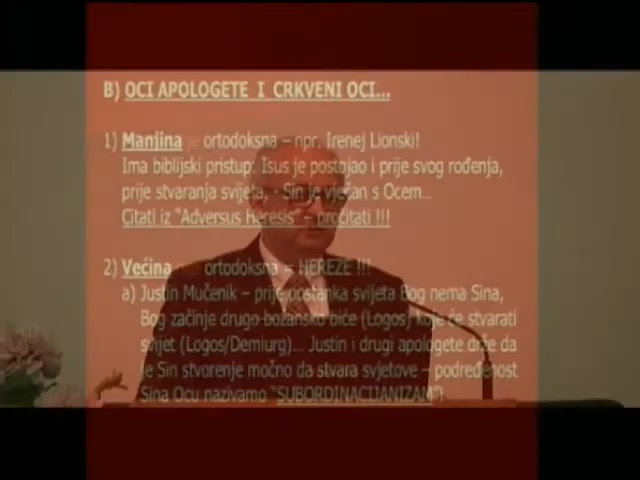 B) OCI APOLOGETE I CRKVENI OCI...
1) Manjina je ortodoksna – npr. Irenej Lionski!
Ima biblijski pristup: Isus je postojao i prije svog rođenja,
prije stvaranja svijeta, - Sin je vječan s Ocem...
Citati iz "Adversus Heresis" – pročitati !!!
2) Većina ortodoksna – HEREZE !!!
a) Justin Mučenik – prije postanka svijeta Bog nema Sina,
Bog začinje drugo božansko biće (Logos) koje će stvarati
svijet (Logos/Demiurg)... Justin i drugi apologete drže da
je Sin stvorenje moćno da stvara svjetove – podređenost
Sina Ocu nazivamo "SUBORDINACIJANIZAM"!